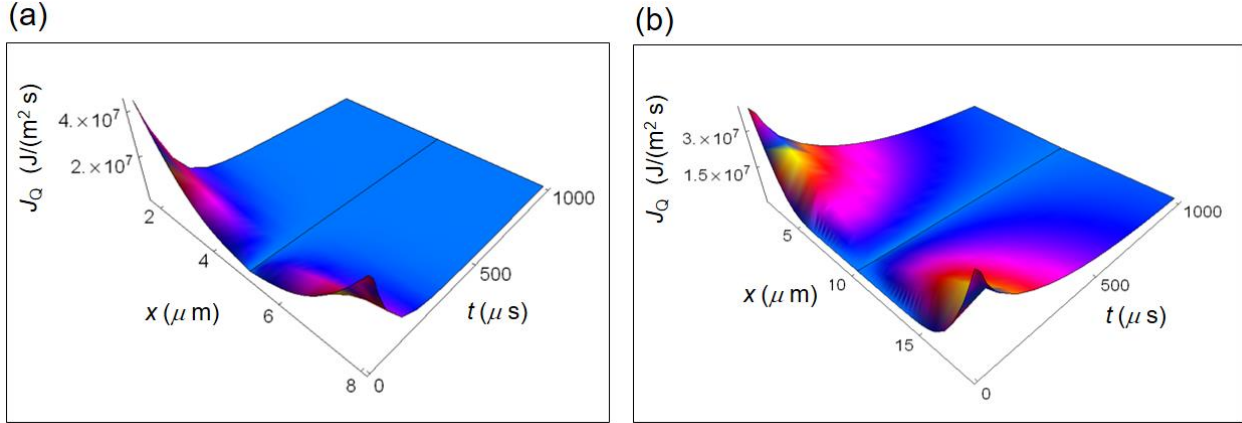 (a)
J_Q (J/(m² s)
4.×10⁷
2.×10⁷
2
4
6
8
x (μ m)
0
500
1000
t (μ s)
(b)
J_Q (J/(m² s)
3.×10⁷
1.5×10⁷
5
10
15
x (μ m)
0
500
1000
t (μ s)